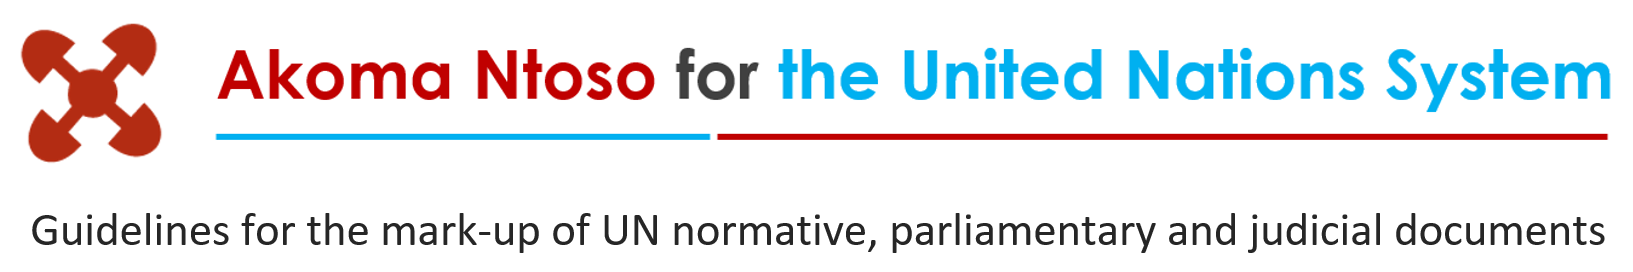 Akoma Ntoso for the United Nations System
Guidelines for the mark-up of UN normative, parliamentary and judicial documents